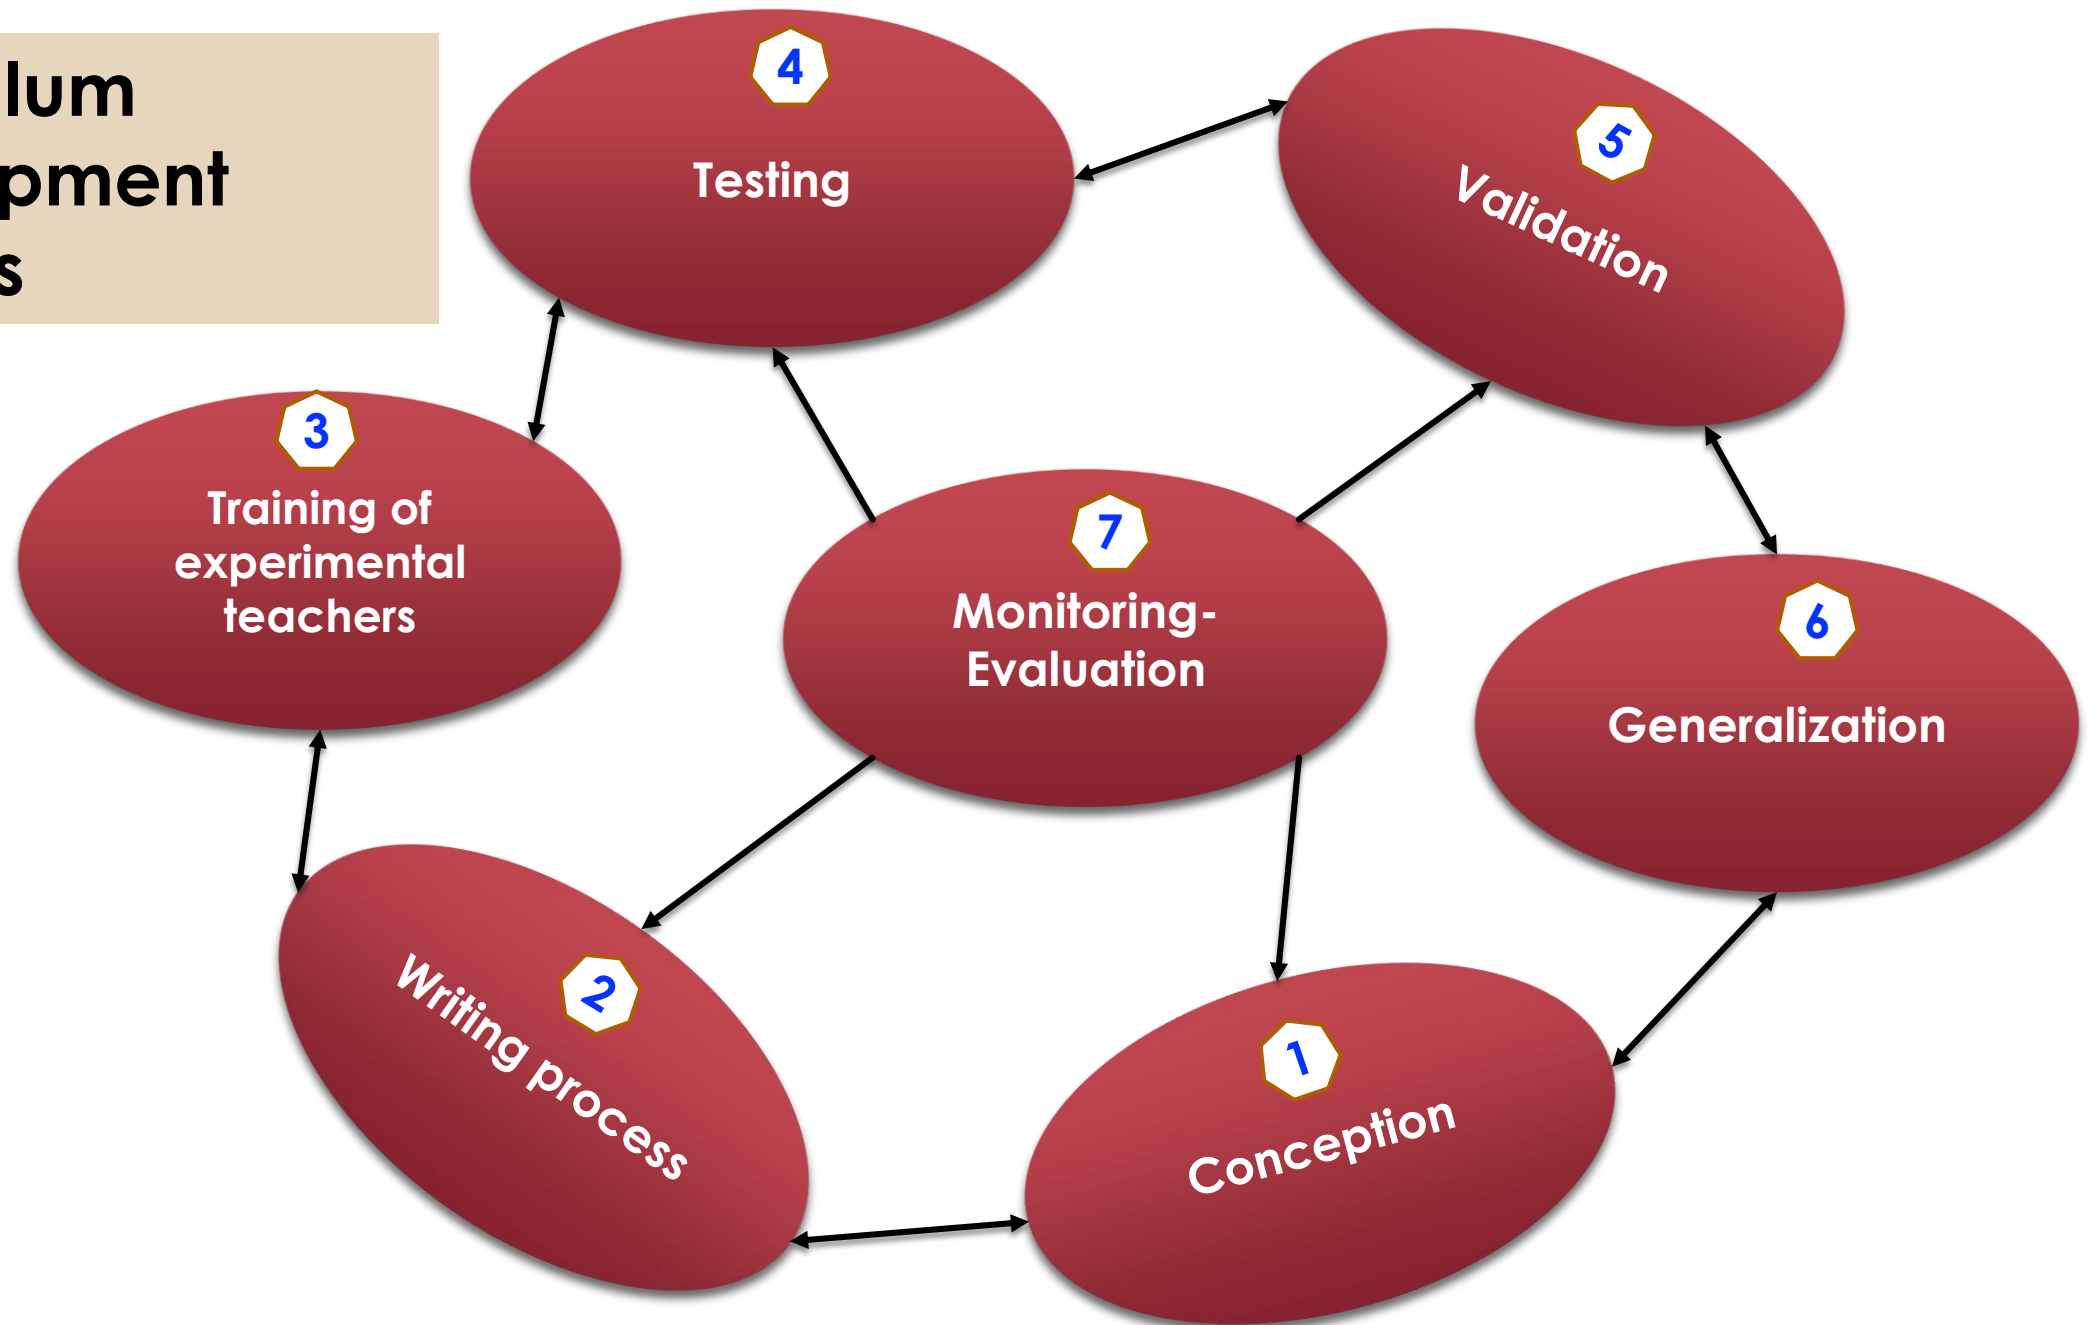 lum
pment
s
4
Testing
5
Validation
3
Training of
experimental
teachers
7
Monitoring-
Evaluation
6
Generalization
2
Writing process
1
Conception